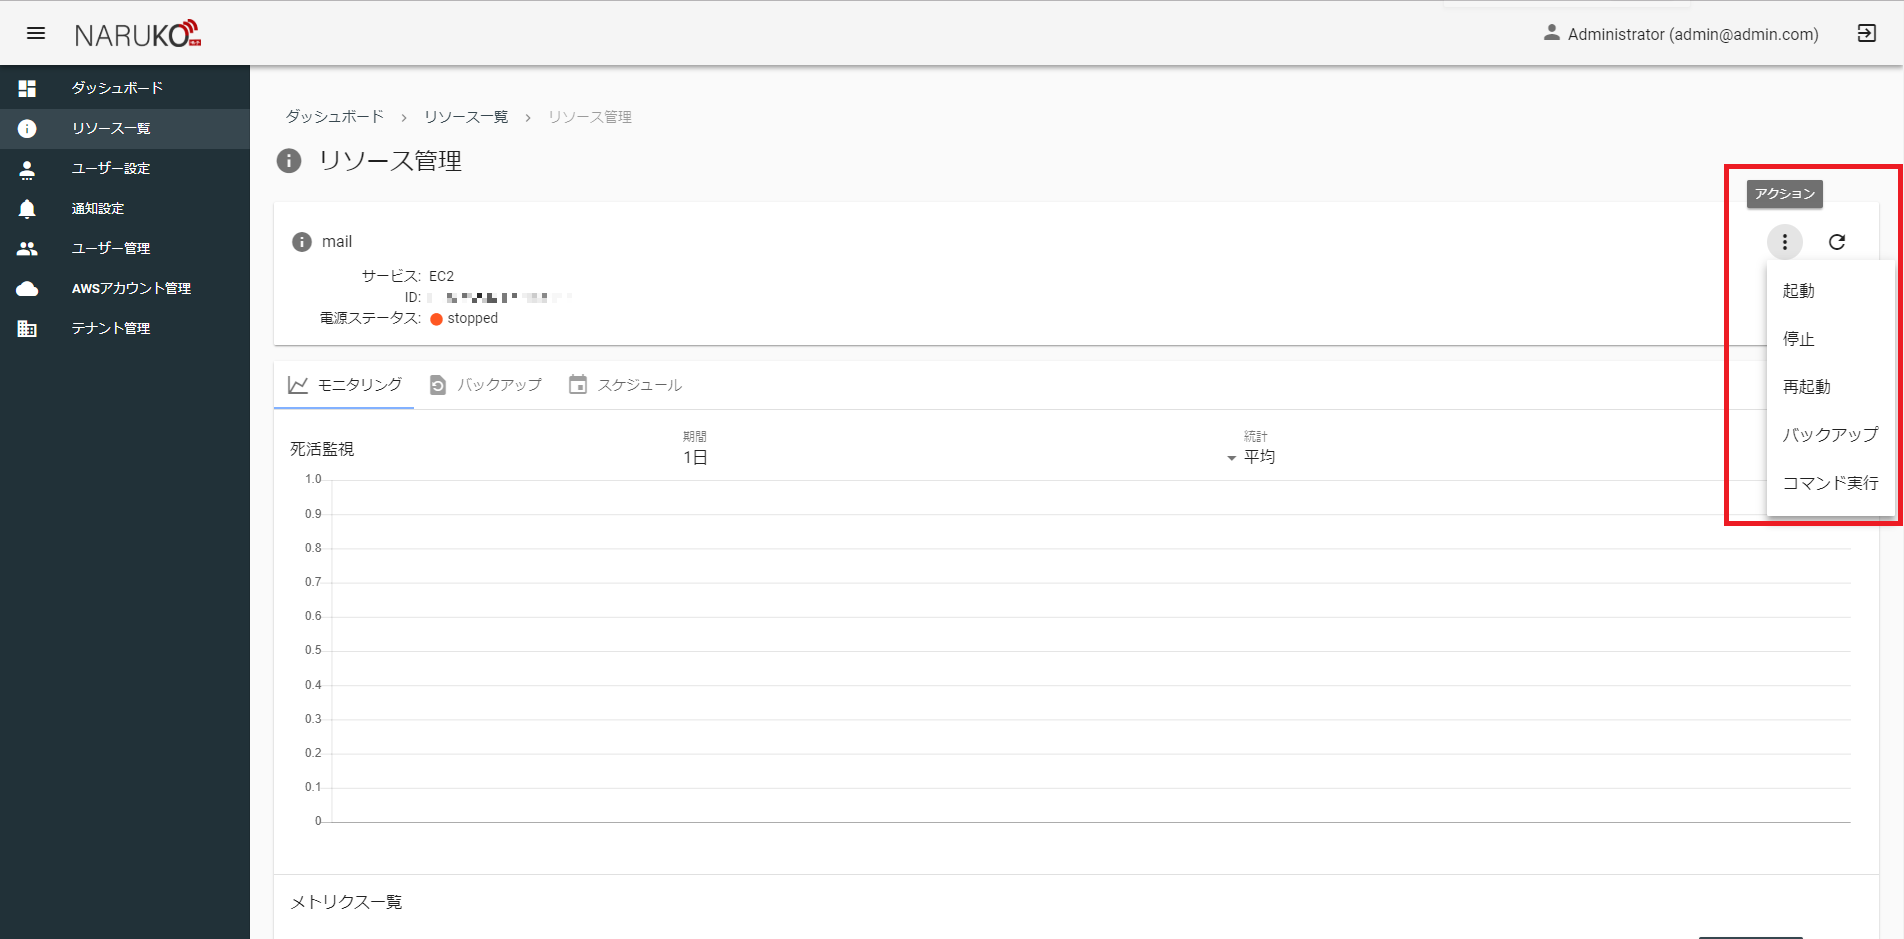 NARUKO
Administrator (admin@admin.com)
ダッシュボード
リソース一覧
ユーザー設定
通知設定
ユーザー管理
AWSアカウント管理
テナント管理
ダッシュボード › リソース一覧 › リソース管理
リソース管理
アクション
mail
サービス: EC2
ID:
電源ステータス: stopped
起動
停止
再起動
バックアップ
コマンド実行
モニタリング バックアップ スケジュール
死活監視
期間
1日
統計
平均
1.0
0.9
0.8
0.7
0.6
0.5
0.4
0.3
0.2
0.1
0
メトリクス一覧